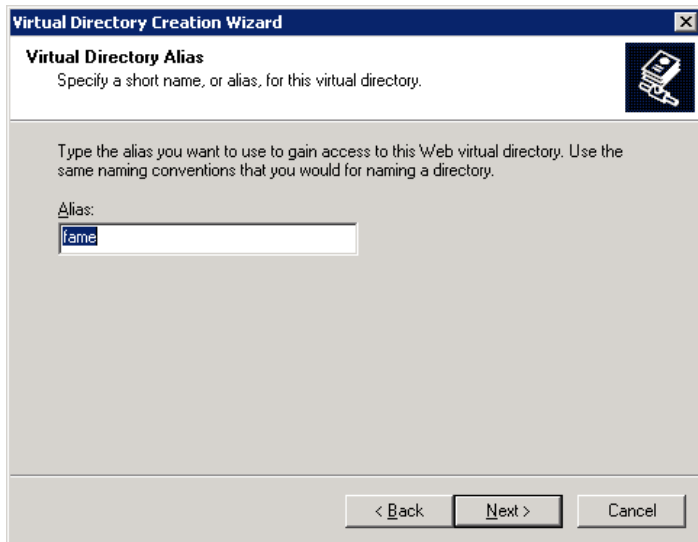 Virtual Directory Creation Wizard
Virtual Directory Alias
Specify a short name, or alias, for this virtual directory.
Type the alias you want to use to gain access to this Web virtual directory. Use the
same naming conventions that you would for naming a directory.
Alias:
fame
< Back Next > Cancel